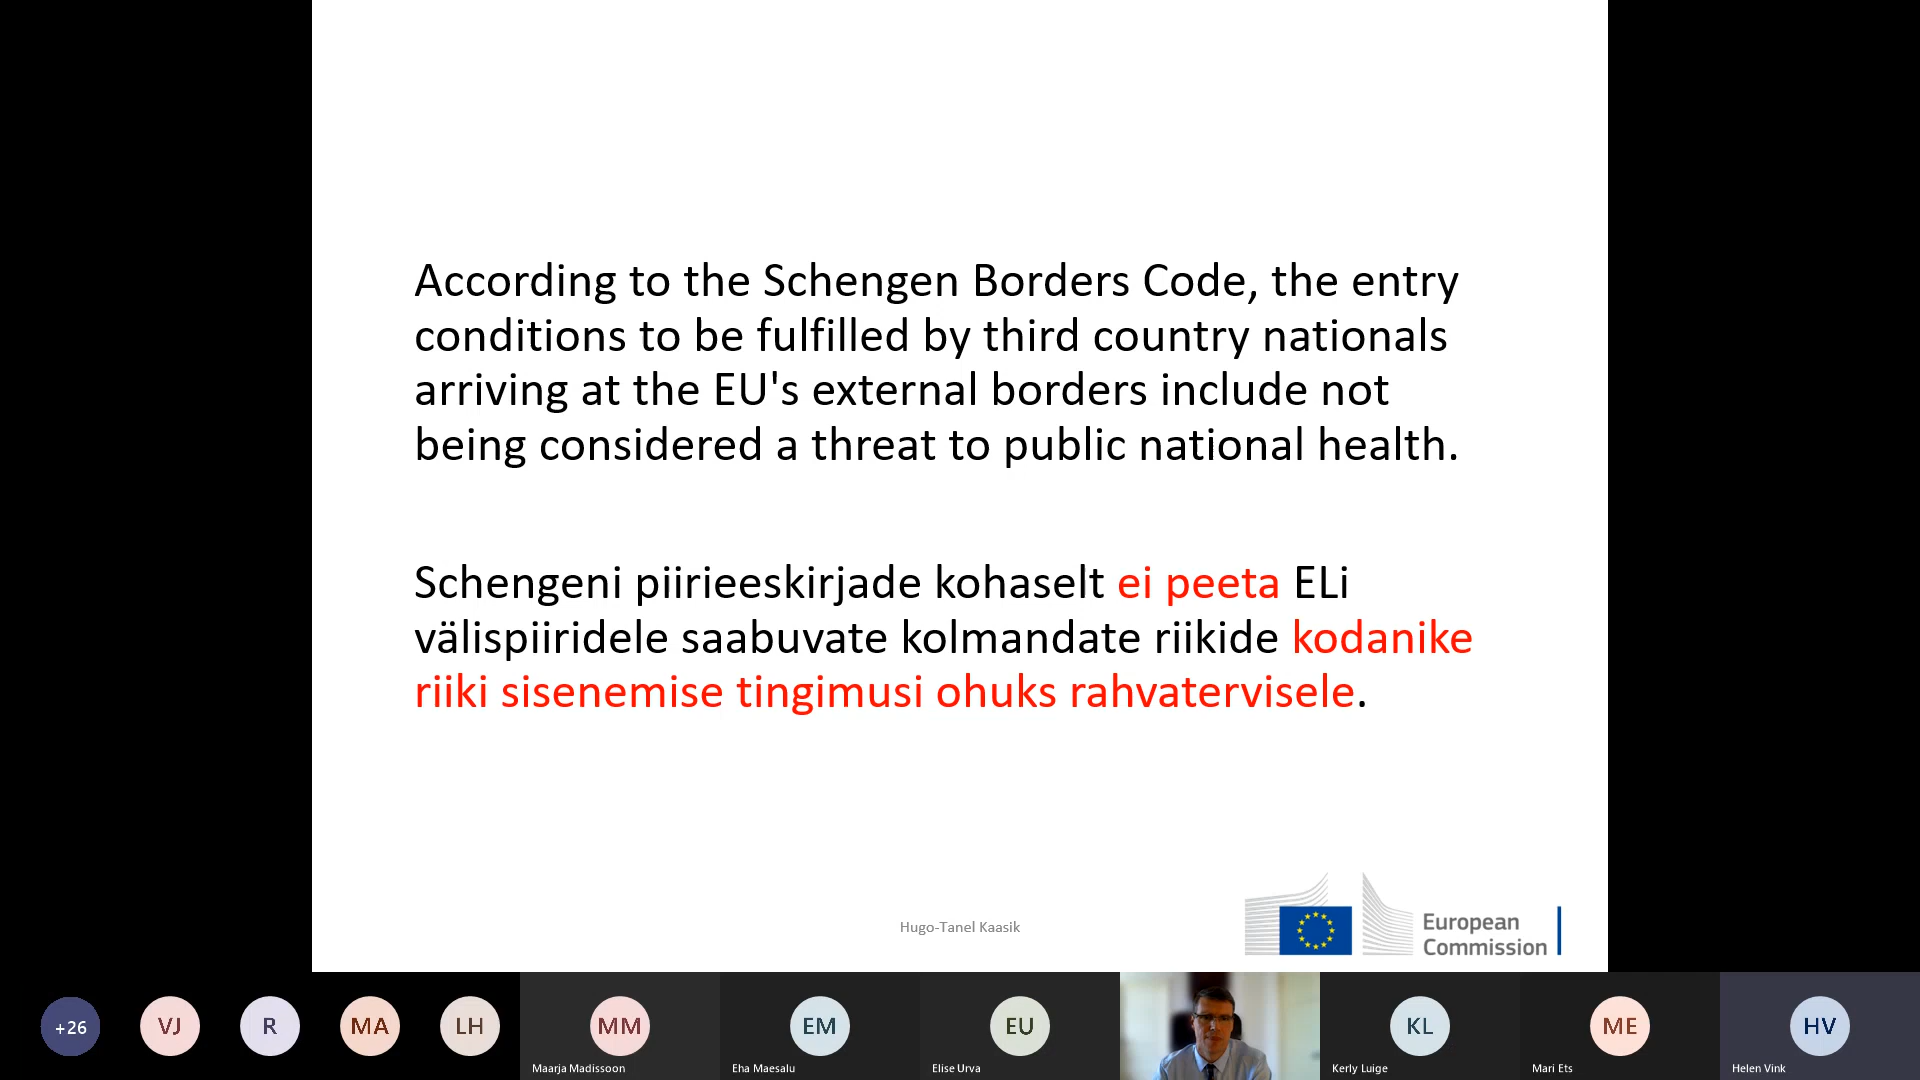 According to the Schengen Borders Code, the entry
conditions to be fulfilled by third country nationals
arriving at the EU's external borders include not
being considered a threat to public national health.
Schengeni piirieeskirjade kohaselt ei peeta ELi
välispiiridele saabuvate kolmandate riikide kodanike
riiki sisenemise tingimusi ohuks rahvatervisele.
Hugo-Tanel Kaasik
European
Commission
+26
VJ
R
MA
LH
MM
Maarja Madissoon
EM
Eha Maesalu
EU
Elise Urva
KL
Kerly Luige
ME
Mari Ets
HV
Helen Vink